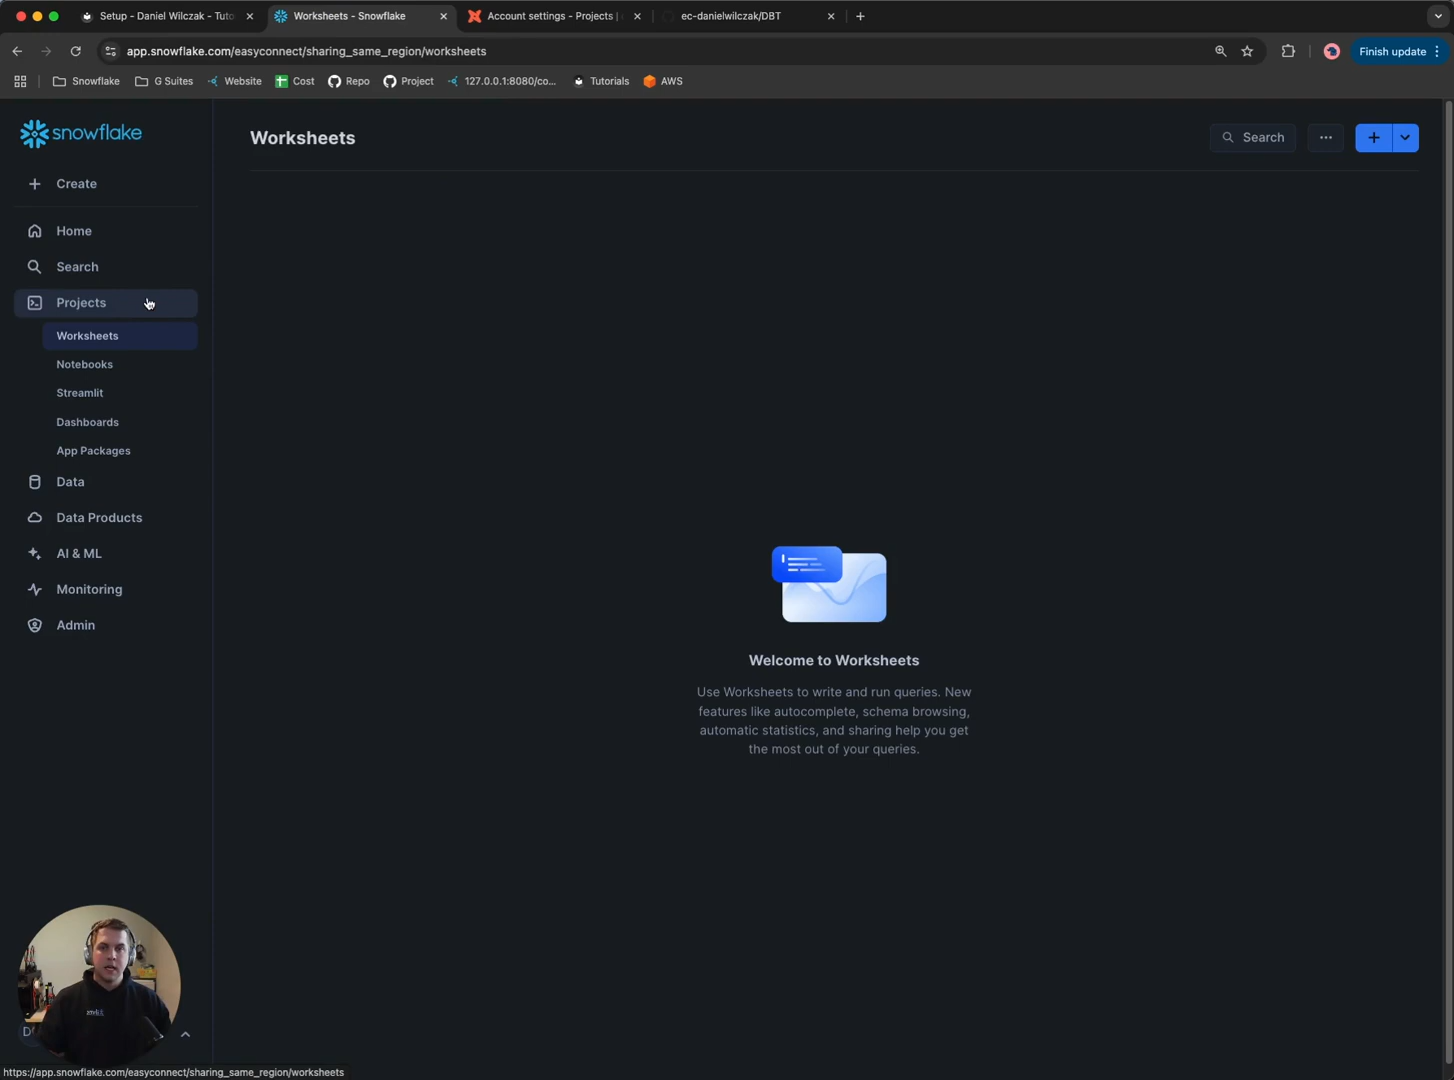 Setup - Daniel Wilczak - Tuto
Worksheets - Snowflake
Account settings - Projects |
ec-danielwilczak/DBT
app.snowflake.com/easyconnect/sharing_same_region/worksheets
Finish update
Snowflake
G Suites
Website
Cost
Repo
Project
127.0.0.1:8080/co...
Tutorials
AWS
snowflake
Worksheets
Search
Create
Home
Search
Projects
Worksheets
Notebooks
Streamlit
Dashboards
App Packages
Data
Data Products
AI & ML
Monitoring
Admin
Welcome to Worksheets
Use Worksheets to write and run queries. New
features like autocomplete, schema browsing,
automatic statistics, and sharing help you get
the most out of your queries.
https://app.snowflake.com/easyconnect/sharing_same_region/worksheets